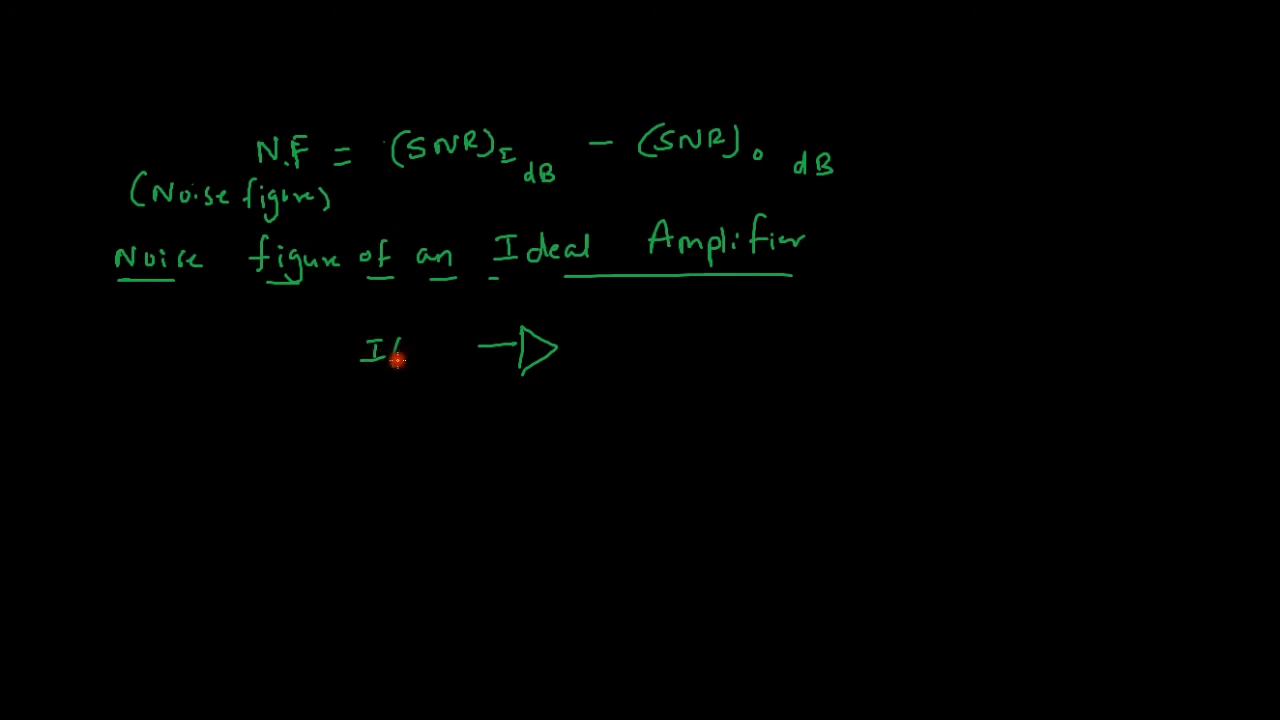 N.F = (SNR)I dB - (SNR)o dB
(Noise figure)
Noise figure of an Ideal Amplifier
I/